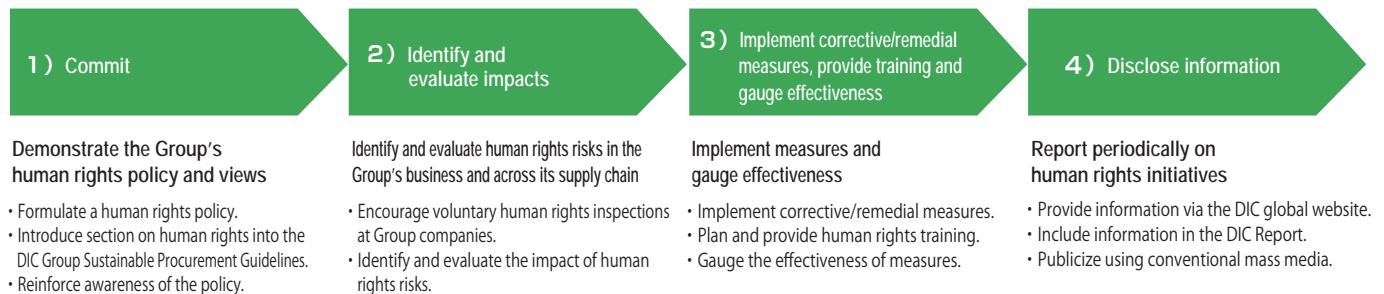 1) Commit
Demonstrate the Group's
human rights policy and views
・Formulate a human rights policy.
・Introduce section on human rights into the
DIC Group Sustainable Procurement Guidelines.
・Reinforce awareness of the policy.
2) Identify and
evaluate impacts
Identify and evaluate human rights risks in the
Group's business and across its supply chain
・Encourage voluntary human rights inspections
at Group companies.
・Identify and evaluate the impact of human
rights risks.
3) Implement corrective/remedial
measures, provide training and
gauge effectiveness
Implement measures and
gauge effectiveness
・Implement corrective/remedial measures.
・Plan and provide human rights training.
・Gauge the effectiveness of measures.
4) Disclose information
Report periodically on
human rights initiatives
・Provide information via the DIC global website.
・Include information in the DIC Report.
・Publicize using conventional mass media.